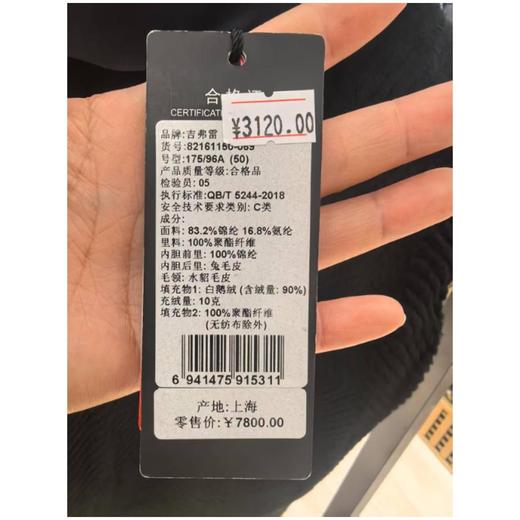 合格证
CERTIFICATION
¥3120.00
品牌:吉弗雷
货号:82161150-089
号型:175/96A (50)
产品质量等级:合格品
检验员:05
执行标准:QB/T 5244-2018
安全技术要求类别: C类
成分:
面料: 83.2%锦纶 16.8%氨纶
里料: 100%聚酯纤维
内胆前里: 100%锦纶
内胆后里: 兔毛皮
毛领: 水貂毛皮
填充物1: 白鹅绒 (含绒量: 90%)
充绒量: 10克
填充物2: 100%聚酯纤维
(无纺布除外)
6 941475 915311
产地:上海
零售价:¥7800.00